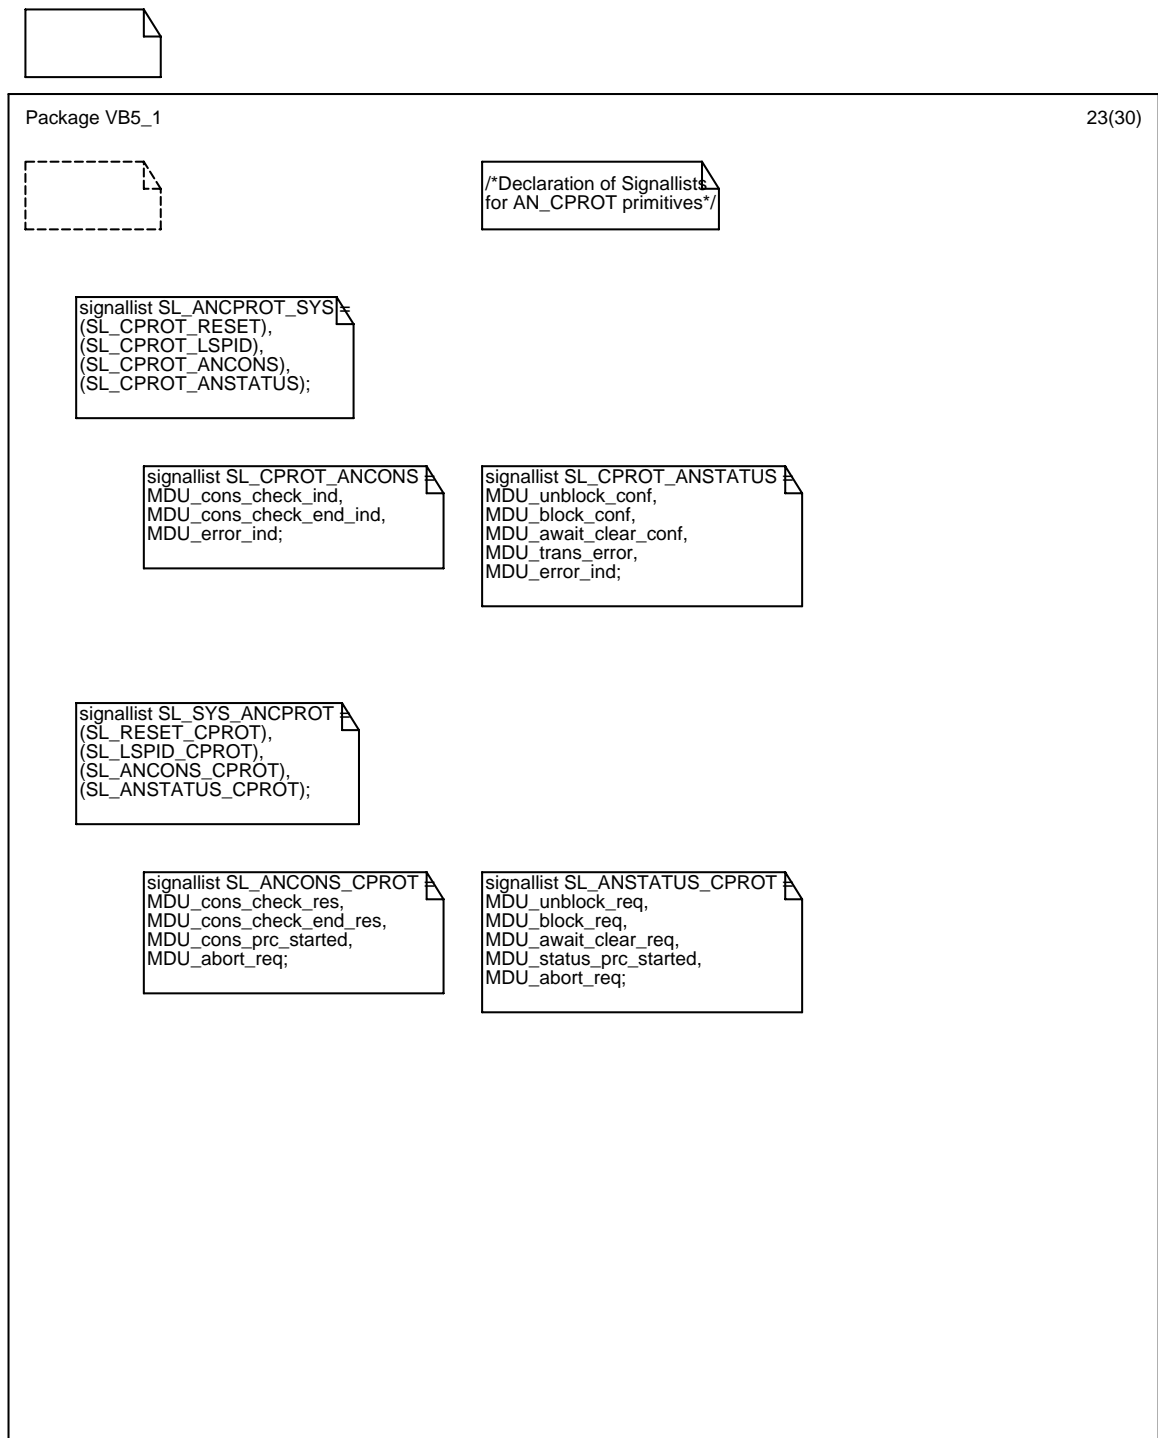 Package VB5_1
23(30)
/*Declaration of Signallists
for AN_CPROT primitives*/
signallist SL_ANCPROT_SYS =
(SL_CPROT_RESET),
(SL_CPROT_LSPID),
(SL_CPROT_ANCONS),
(SL_CPROT_ANSTATUS);
signallist SL_CPROT_ANCONS =
MDU_cons_check_ind,
MDU_cons_check_end_ind,
MDU_error_ind;
signallist SL_CPROT_ANSTATUS =
MDU_unblock_conf,
MDU_block_conf,
MDU_await_clear_conf,
MDU_trans_error,
MDU_error_ind;
signallist SL_SYS_ANCPROT =
(SL_RESET_CPROT),
(SL_LSPID_CPROT),
(SL_ANCONS_CPROT),
(SL_ANSTATUS_CPROT);
signallist SL_ANCONS_CPROT =
MDU_cons_check_res,
MDU_cons_check_end_res,
MDU_cons_prc_started,
MDU_abort_req;
signallist SL_ANSTATUS_CPROT =
MDU_unblock_req,
MDU_block_req,
MDU_await_clear_req,
MDU_status_prc_started,
MDU_abort_req;